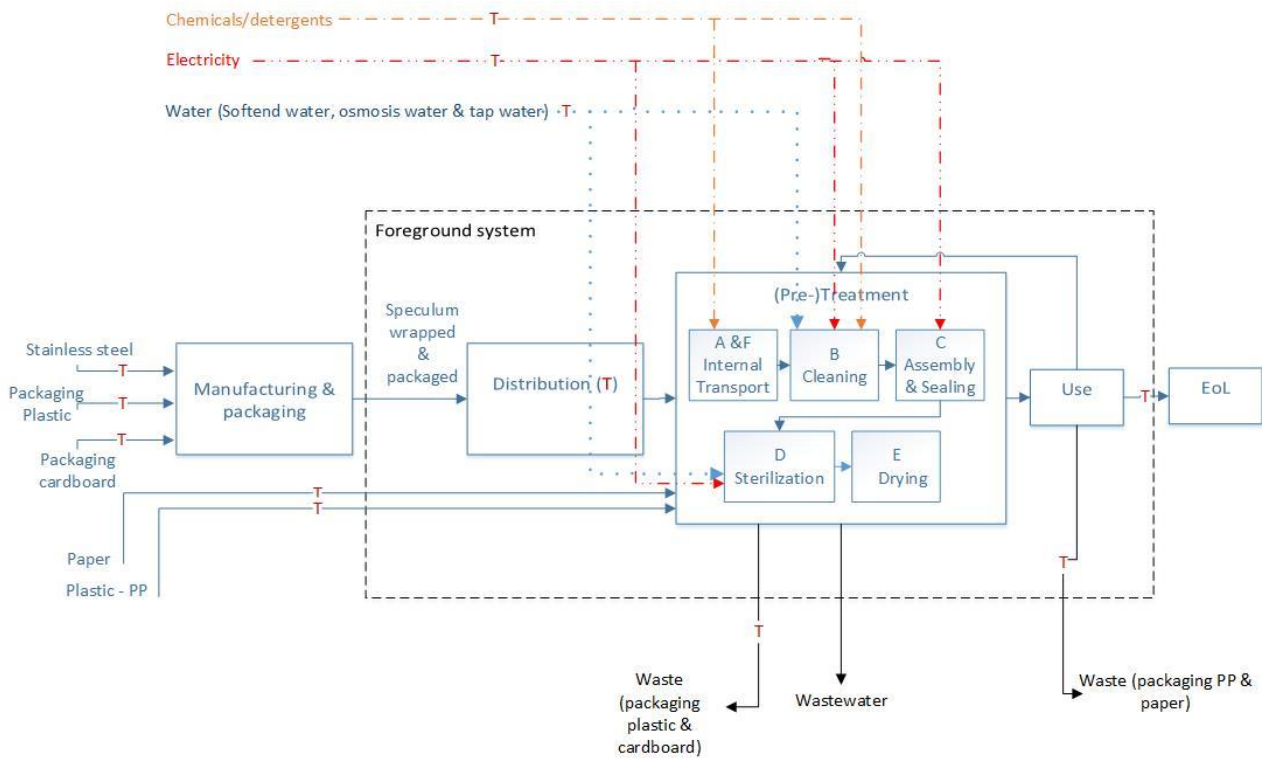 Chemicals/detergents
T
Electricity
T
Water (Softend water, osmosis water & tap water)
T
Foreground system
Speculum
wrapped
&
packaged
(Pre-)Treatment
Stainless steel
T
Packaging
Plastic
T
T
Packaging
cardboard
Manufacturing &
packaging
Distribution (T)
A &F
Internal
Transport
B
Cleaning
C
Assembly
& Sealing
D
Sterilization
E
Drying
Use
T
EoL
T
T
Paper
Plastic - PP
T
T
Waste
(packaging
plastic &
cardboard)
Wastewater
Waste (packaging PP &
paper)